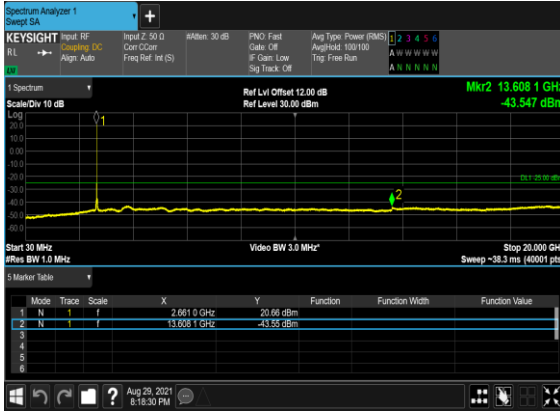 Spectrum Analyzer 1
Swept SA
+
KEYSIGHT Input: RF Input Z: 50 Ω #Atten: 30 dB PNO: Fast Avg Type: Power (RMS) 1 2 3 4 5 6
RL Coupling: DC Corr CCorr Gate: Off Avg|Hold: 100/100 A W W W W W
Align: Auto Freq Ref: Int (S) IF Gain: Low Trig: Free Run
Sig Track: Off A N N N N N
1 Spectrum
Ref Lvl Offset 12.00 dB Mkr2 13.608 1 GHz
Scale/Div 10 dB Ref Level 30.00 dBm -43.547 dBm
Log
20.0
10.0
0.00
-10.0
-20.0
-30.0
-40.0
-50.0
-60.0
1
DL1 -25.00 dBm
2
Start 30 MHz Video BW 3.0 MHz* Stop 20.000 GHz
#Res BW 1.0 MHz Sweep ~38.3 ms (40001 pts)
5 Marker Table
Mode Trace Scale X Y Function Function Width Function Value
1 N 1 f 2.661 0 GHz 20.66 dBm
2 N 1 f 13.608 1 GHz -43.55 dBm
3
4
5
6
?
Aug 29, 2021
8:18:30 PM